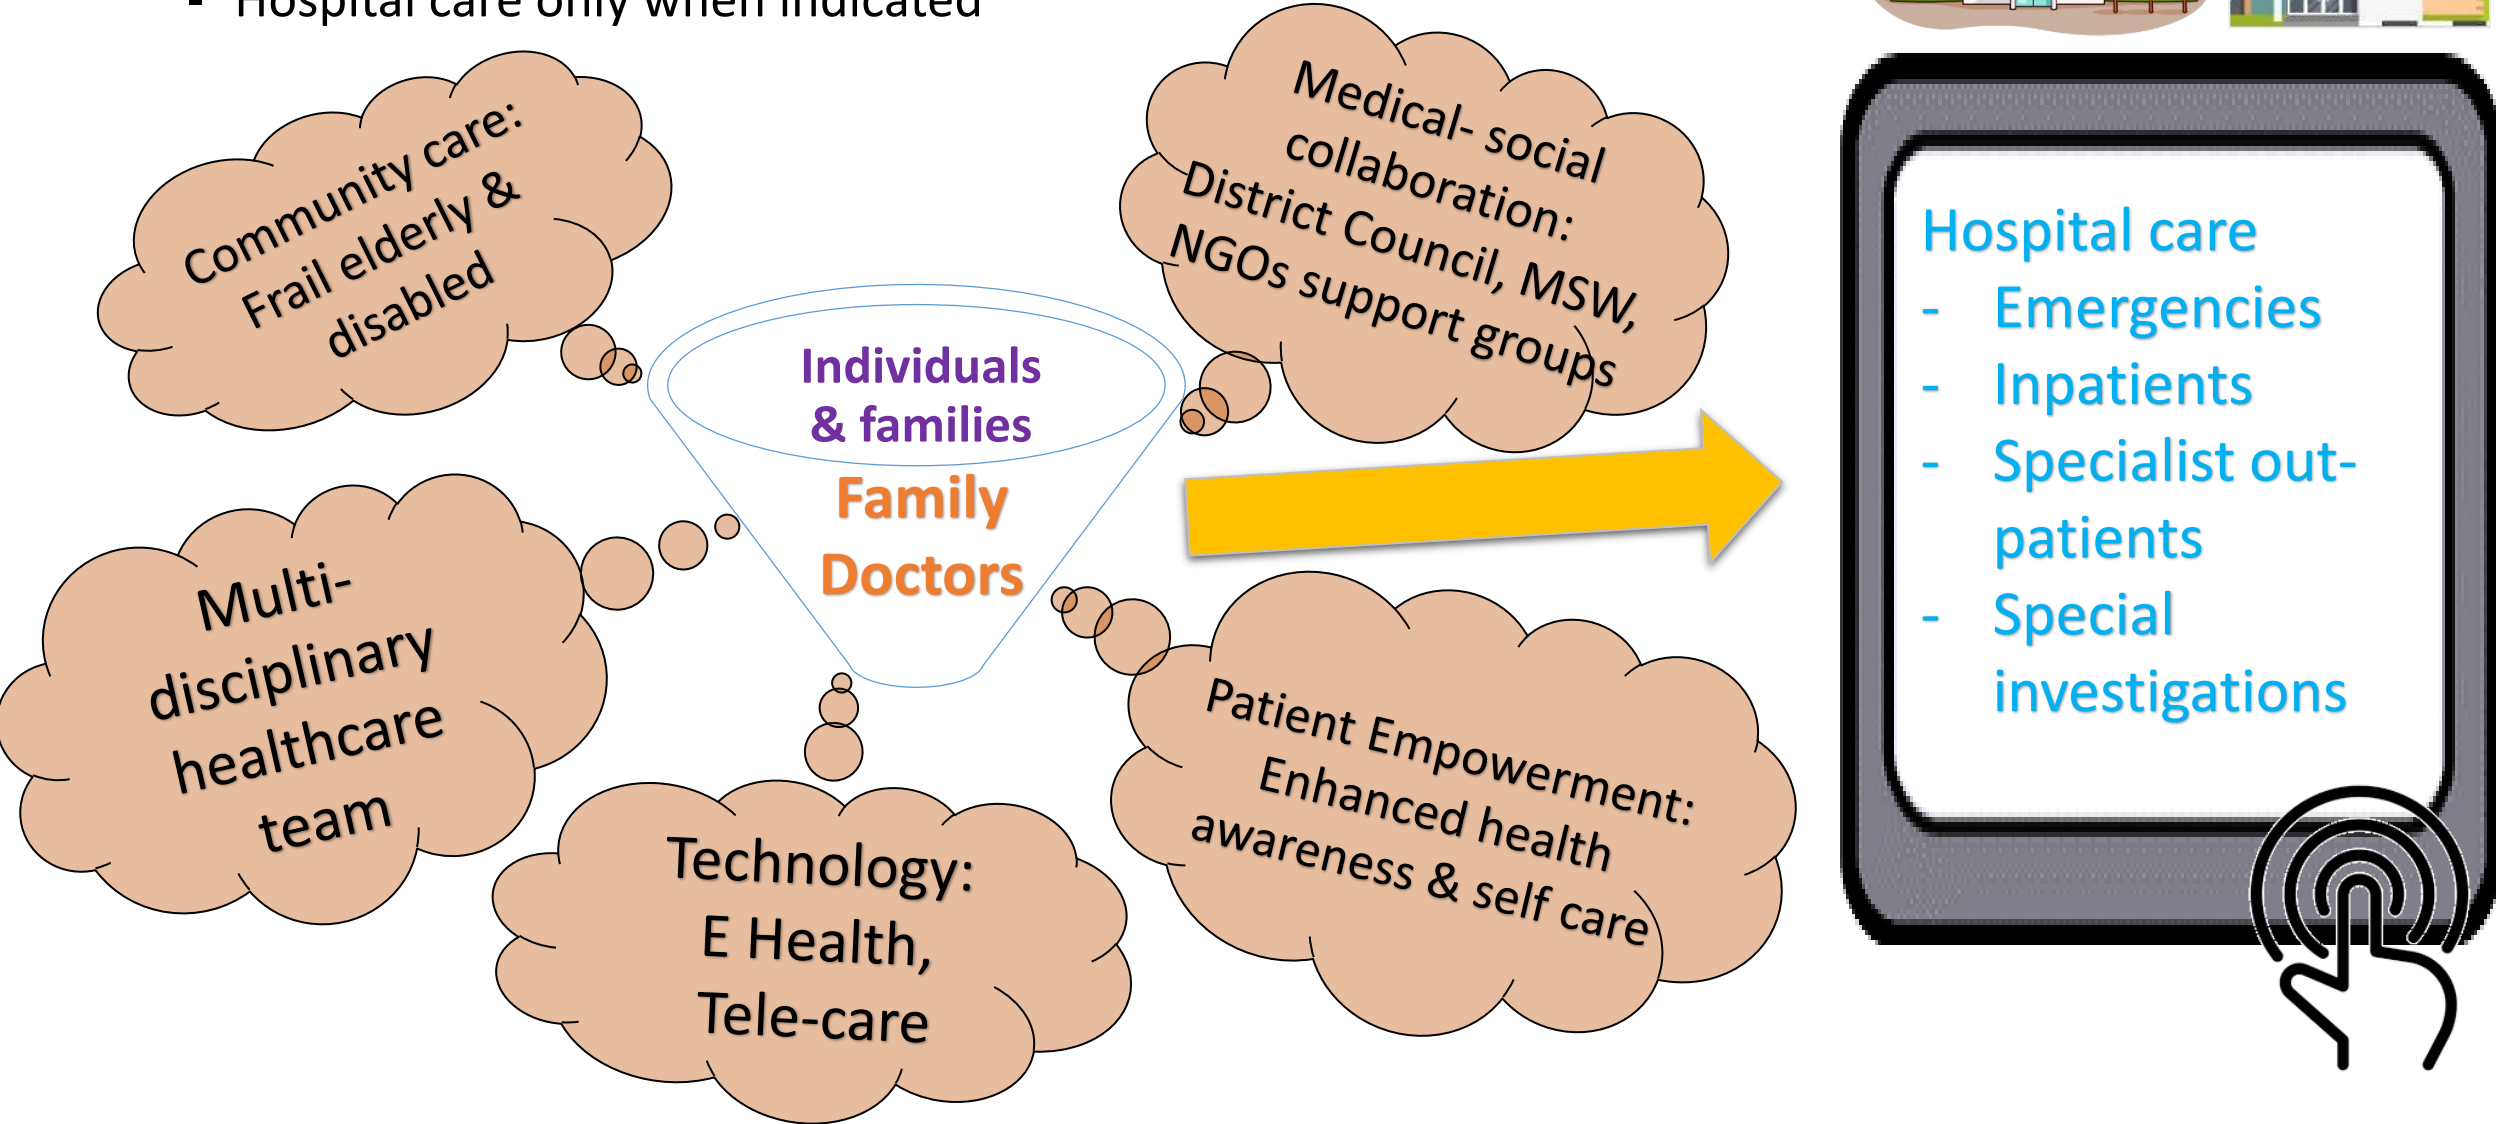 ▪ Hospital care only when indicated
Community care:
Frail elderly &
disabled
Medical- social
collaboration:
District Council, MSW,
NGOs support groups
Individuals
& families
Family
Doctors
Multi-
disciplinary
healthcare
team
Technology:
E Health,
Tele-care
Patient Empowerment:
Enhanced health
awareness & self care
Hospital care
- Emergencies
- Inpatients
- Specialist out-
patients
- Special
investigations